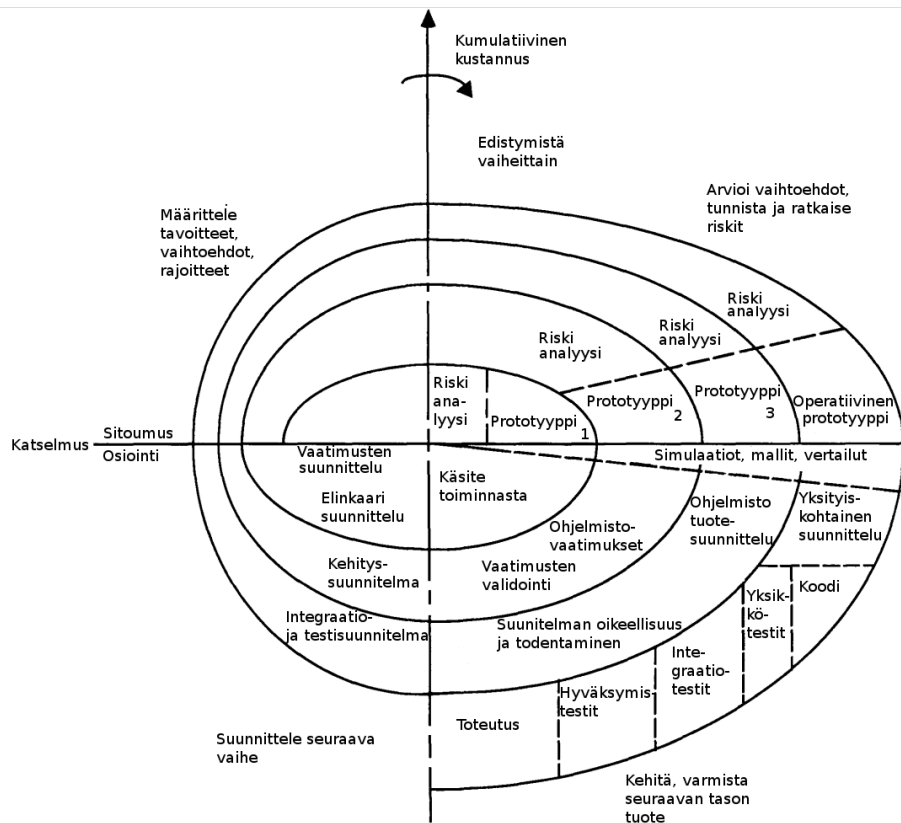 Kumulatiivinen
kustannus
Edistymistä
vaiheittain
Määrittele
tavoitteet,
vaihtoehdot,
rajoitteet
Arvioi vaihtoehdot,
tunnista ja ratkaise
riskit
Riski
analyysi
Riski
analyysi
Riski
analyysi
Riski
ana-
lyysi
Prototyyppi 1
Prototyyppi
2
Prototyyppi
3
Operatiivinen
prototyyppi
Katselmus
Sitoumus
Osiointi
Vaatimusten
suunnittelu
Simulaatiot, mallit, vertailut
Elinkaari
suunnittelu
Käsite
toiminnasta
Ohjelmisto-
vaatimukset
Ohjelmisto
tuote-
suunnittelu
Yksityis-
kohtainen
suunnittelu
Kehitys-
suunnitelma
Vaatimusten
validointi
Yksik-
kö-
testit
Koodi
Integraatio-
ja testisuunnitelma
Suunitelman oikeellisuus
ja todentaminen
Inte-
graatio-
testit
Hyväksymis-
testit
Toteutus
Suunnittele seuraava
vaihe
Kehitä, varmista
seuraavan tason
tuote